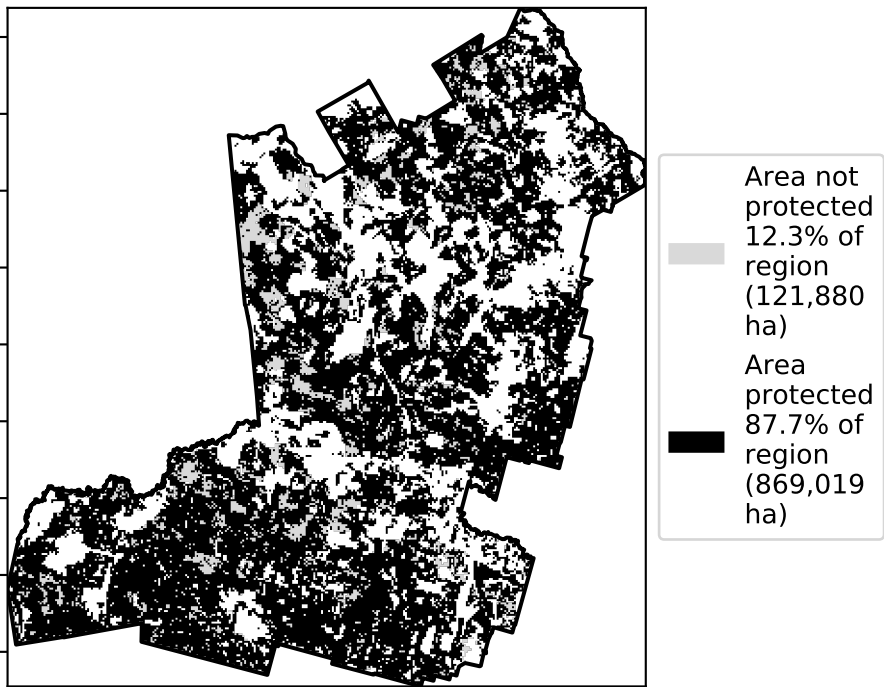 Area not
protected
12.3% of
region
(121,880
ha)
Area
protected
87.7% of
region
(869,019
ha)